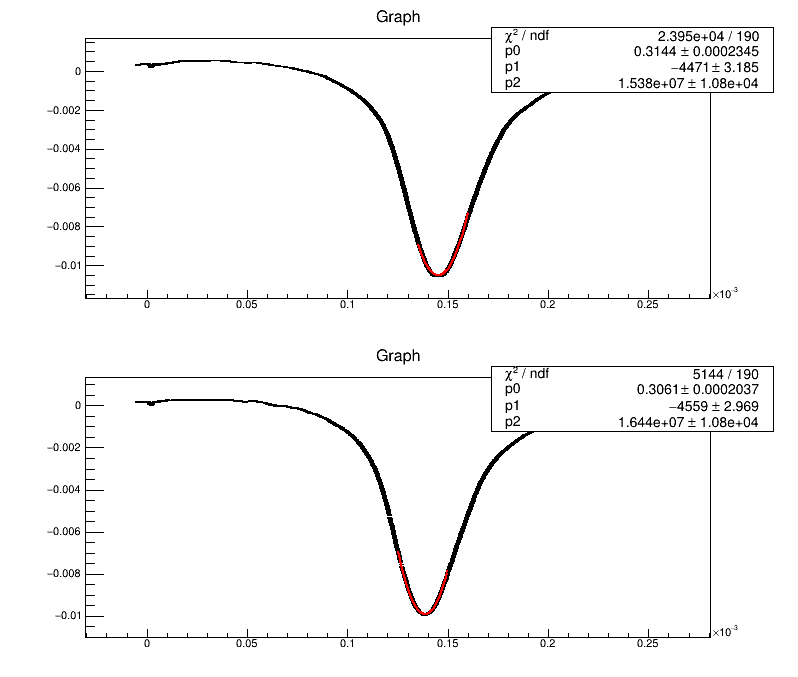 Graph
χ² / ndf 2.395e+04 / 190
p0 0.3144 ± 0.0002345
p1 −4471 ± 3.185
p2 1.538e+07 ± 1.08e+04
0
−0.002
−0.004
−0.006
−0.008
−0.01
0 0.05 0.1 0.15 0.2 0.25
×10⁻³
Graph
χ² / ndf 5144 / 190
p0 0.3061 ± 0.0002037
p1 −4559 ± 2.969
p2 1.644e+07 ± 1.08e+04
0
−0.002
−0.004
−0.006
−0.008
−0.01
0 0.05 0.1 0.15 0.2 0.25
×10⁻³